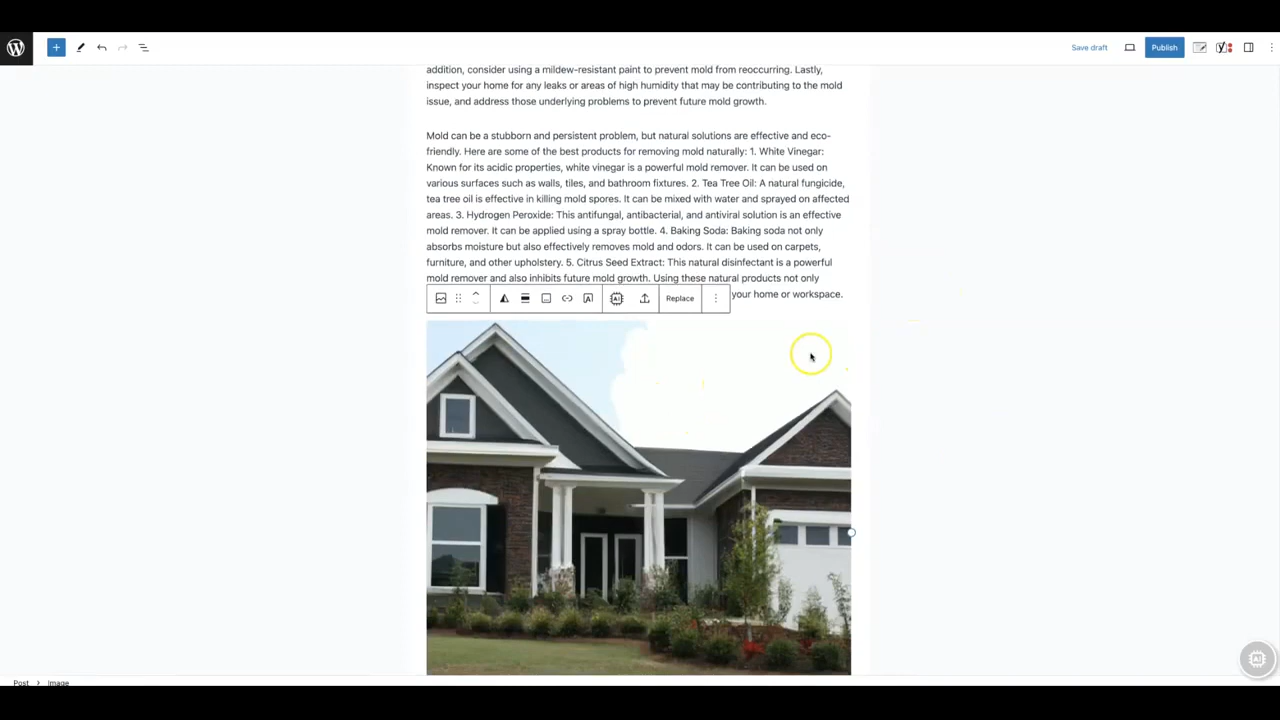 Save draft
Publish
addition, consider using a mildew-resistant paint to prevent mold from reoccurring. Lastly,
inspect your home for any leaks or areas of high humidity that may be contributing to the mold
issue, and address those underlying problems to prevent future mold growth.
Mold can be a stubborn and persistent problem, but natural solutions are effective and eco-
friendly. Here are some of the best products for removing mold naturally: 1. White Vinegar:
Known for its acidic properties, white vinegar is a powerful mold remover. It can be used on
various surfaces such as walls, tiles, and bathroom fixtures. 2. Tea Tree Oil: A natural fungicide,
tea tree oil is effective in killing mold spores. It can be mixed with water and sprayed on affected
areas. 3. Hydrogen Peroxide: This antifungal, antibacterial, and antiviral solution is an effective
mold remover. It can be applied using a spray bottle. 4. Baking Soda: Baking soda not only
absorbs moisture but also effectively removes mold and odors. It can be used on carpets,
furniture, and other upholstery. 5. Citrus Seed Extract: This natural disinfectant is a powerful
mold remover and also inhibits future mold growth. Using these natural products not only
your home or workspace.
AI
Replace
AI
Post > Image